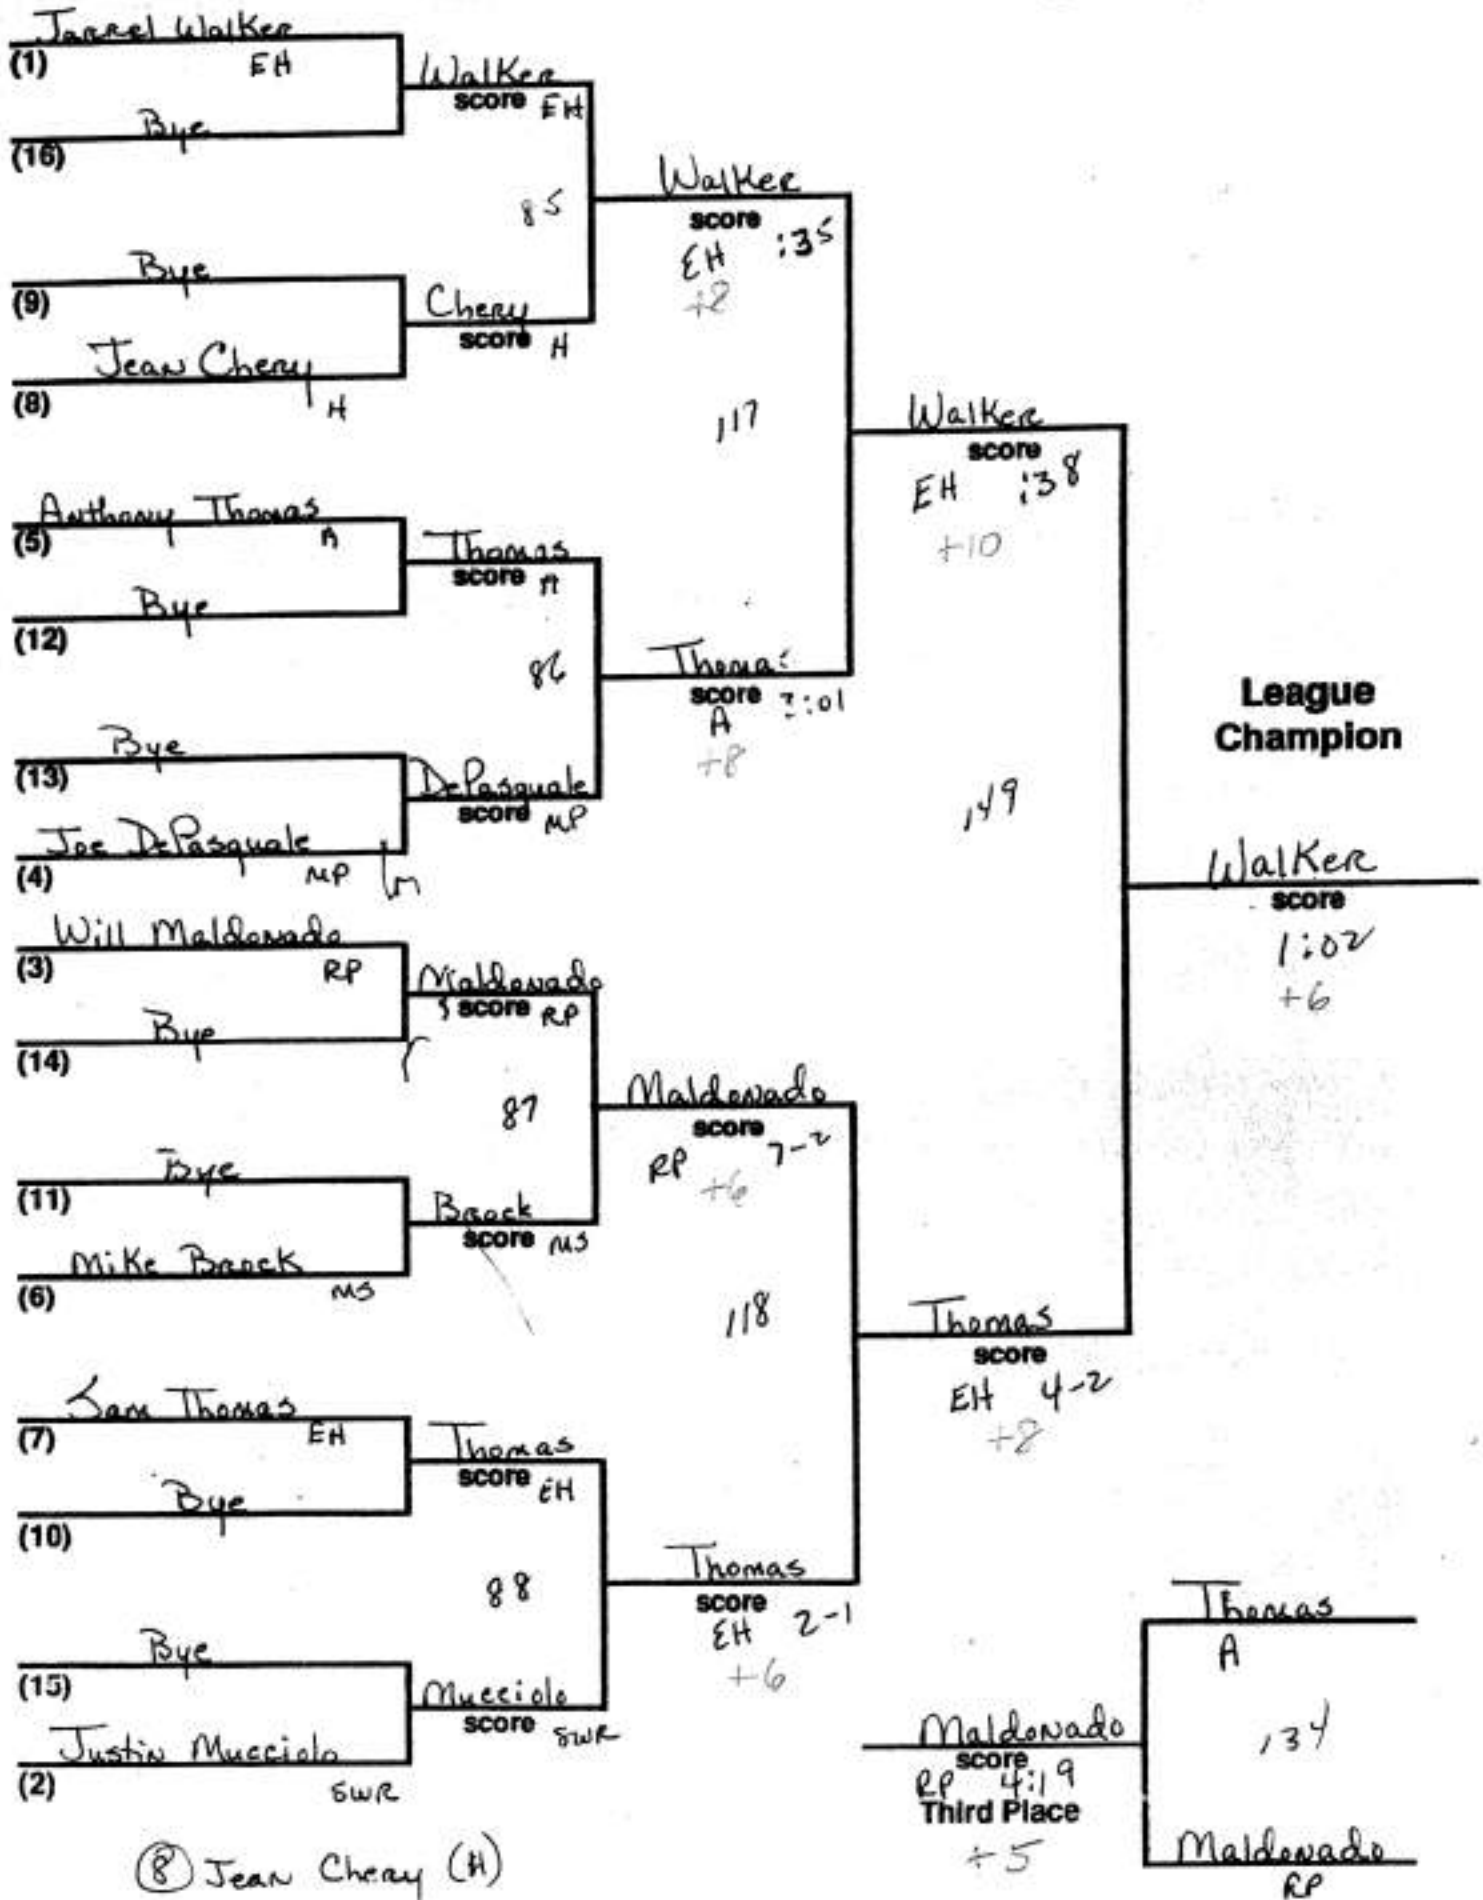 Jarrel Walker
(1) EH
Walker
score EH
Bye
(16)
85
Walker
score
EH :35
+8
Bye
(9)
Chery
score H
Jean Chery
(8) H
117
Walker
score
EH :38
+10
Anthony Thomas
(5) A
Thomas
score A
Bye
(12)
86
Thomas
score
A :01
+8
Bye
(13)
DePasquale
score MP
Joe DePasquale
(4) MP
149
League
Champion
Walker
score
1:02
+6
Will Maldonado
(3) RP
Maldonado
score RP
Bye
(14)
87
Maldonado
score
RP 7-2
+6
Bye
(11)
Brock
score MS
Mike Brock
(6) MS
118
Thomas
score
EH 4-2
+8
Sam Thomas
(7) EH
Thomas
score EH
Bye
(10)
88
Thomas
score
EH 2-1
+6
Bye
(15)
Mucciolo
score SWR
Justin Mucciolo
(2) SWR
Thomas
A
134
Maldonado
score
RP 4:19
Third Place
+5
Maldonado
RP
(8) Jean Chery (H)